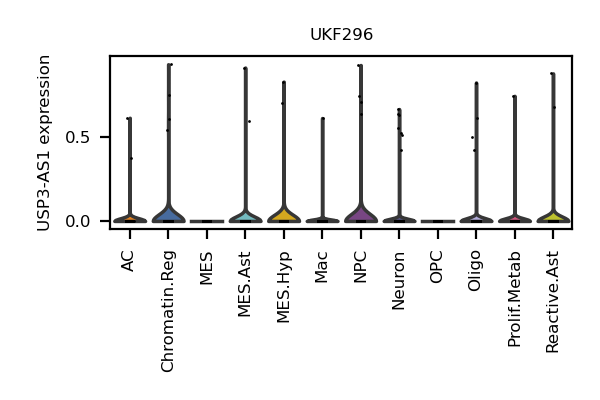 UKF296
USP3-AS1 expression
0.5
0.0
AC
Chromatin.Reg
MES
MES.Ast
MES.Hyp
Mac
NPC
Neuron
OPC
Oligo
Prolif.Metab
Reactive.Ast